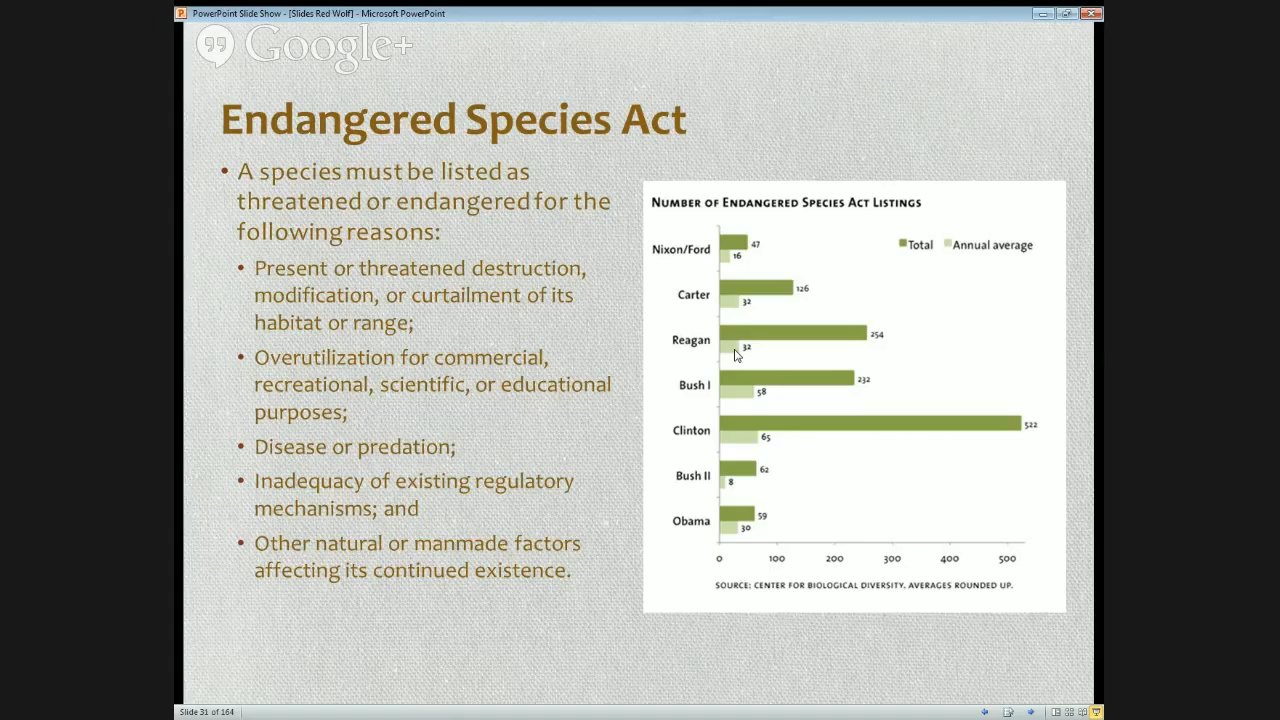 PowerPoint Slide Show - [Slides Red Wolf] - Microsoft PowerPoint
Google+
Endangered Species Act
• A species must be listed as
threatened or endangered for the
following reasons:
• Present or threatened destruction,
modification, or curtailment of its
habitat or range;
• Overutilization for commercial,
recreational, scientific, or educational
purposes;
• Disease or predation;
• Inadequacy of existing regulatory
mechanisms; and
• Other natural or manmade factors
affecting its continued existence.
Number of Endangered Species Act Listings
Total Annual average
Nixon/Ford 47 16
Carter 126 32
Reagan 254 32
Bush I 232 58
Clinton 522 65
Bush II 62 8
Obama 59 30
0 100 200 300 400 500
SOURCE: CENTER FOR BIOLOGICAL DIVERSITY. AVERAGES ROUNDED UP.
Slide 31 of 164